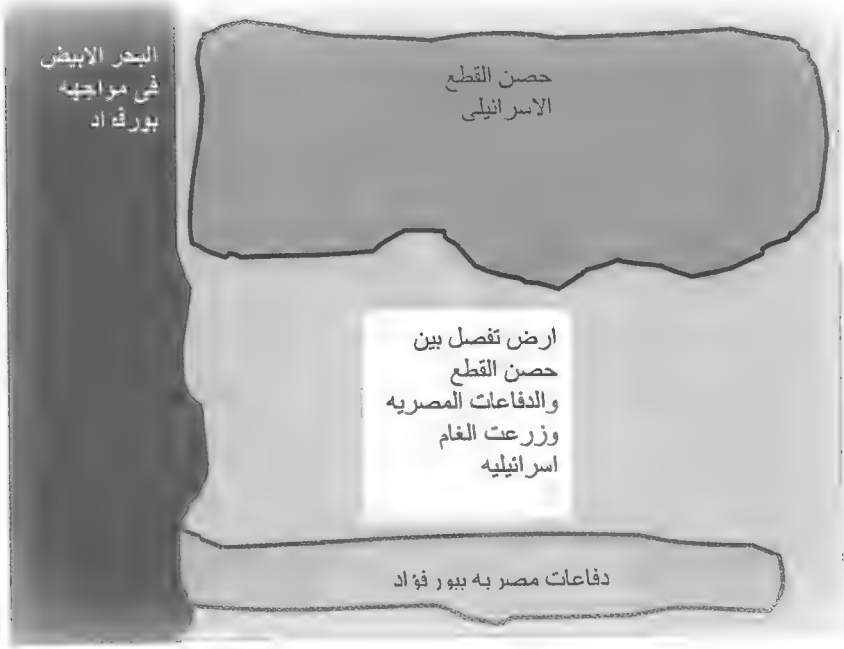 البحر الابيض
فى مواجهه
بورفؤاد
حصن القطع
الاسرائيلى
ارض تفصل بين
حصن القطع
والدفاعات المصريه
وزرعت الغام
اسرائيليه
دفاعات مصريه ببورفؤاد